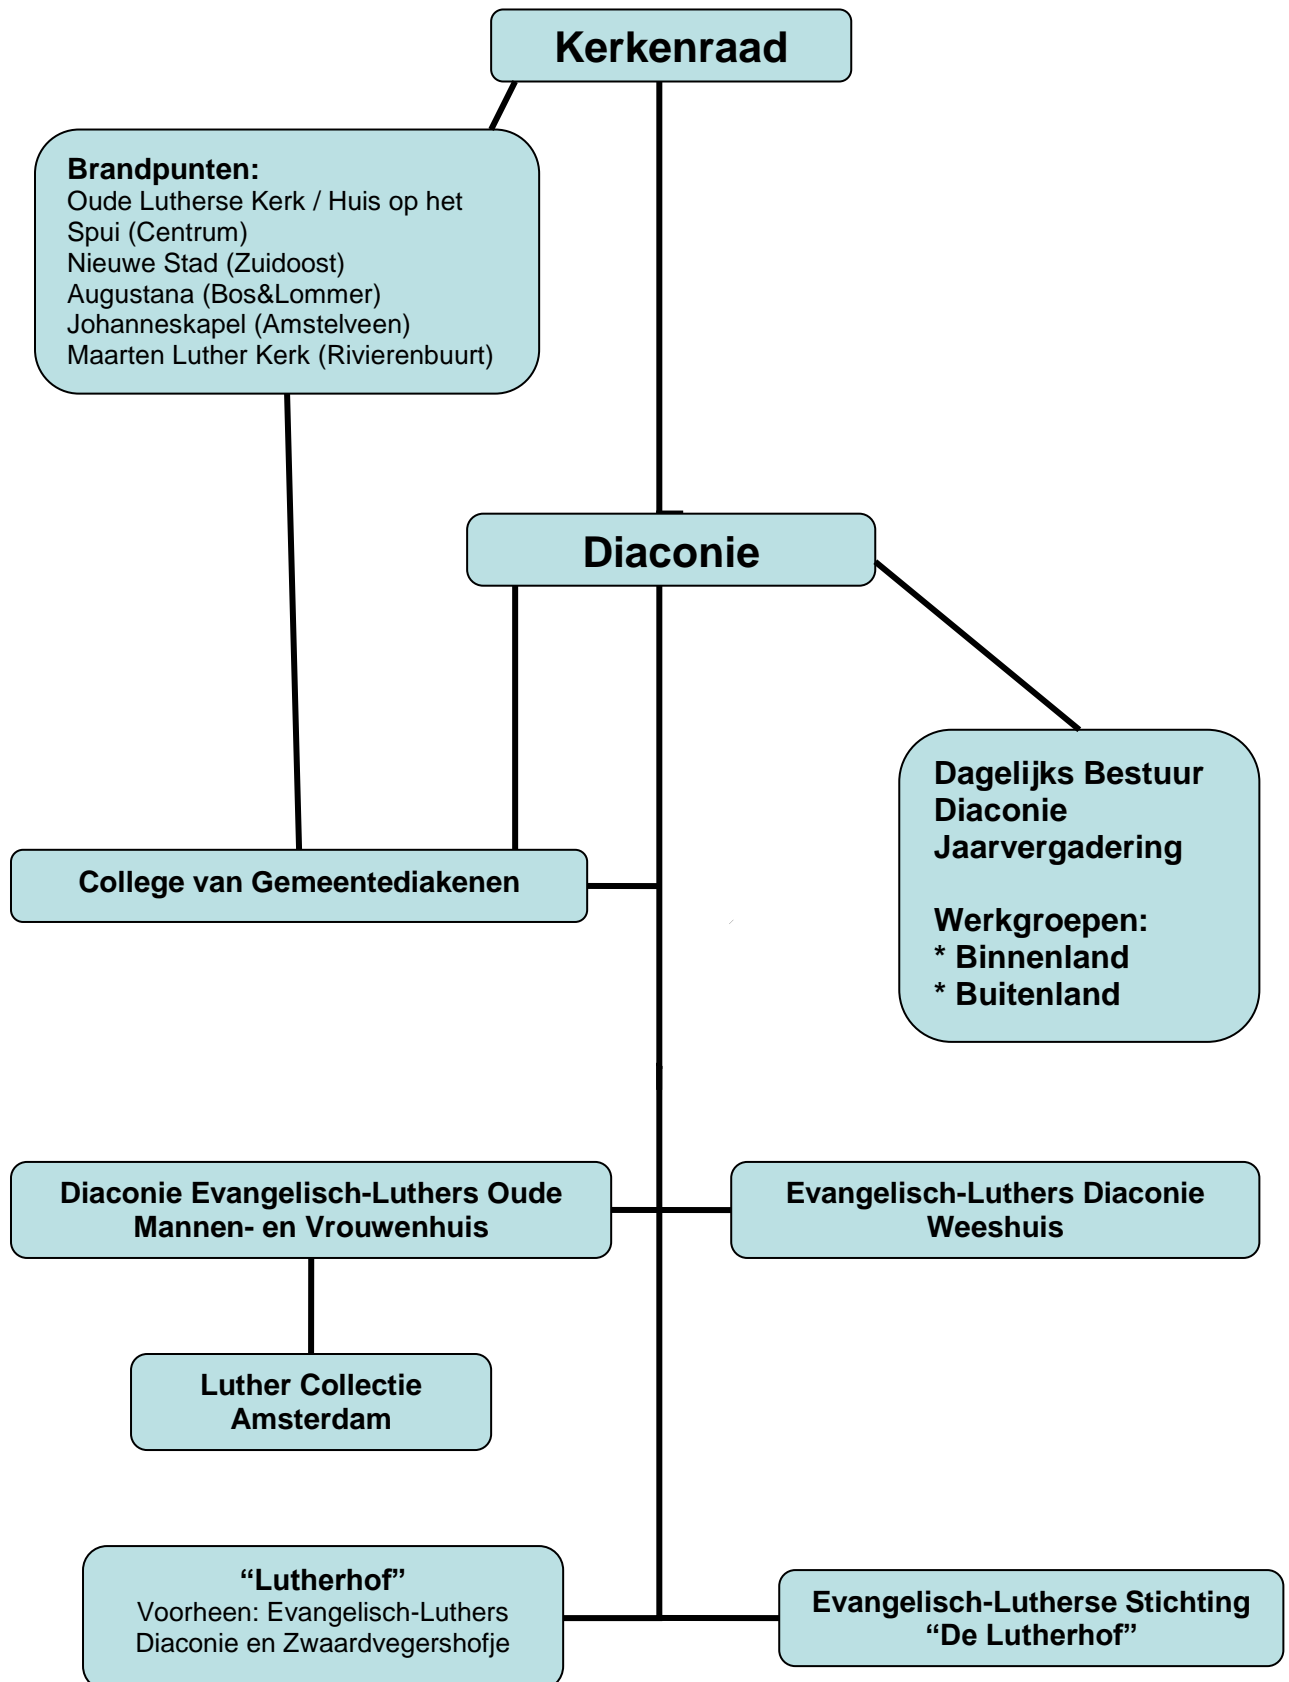 Kerkenraad
Brandpunten:
Oude Lutherse Kerk / Huis op het
Spui (Centrum)
Nieuwe Stad (Zuidoost)
Augustana (Bos&Lommer)
Johanneskapel (Amstelveen)
Maarten Luther Kerk (Rivierenbuurt)
Diaconie
Dagelijks Bestuur
Diaconie
Jaarvergadering
Werkgroepen:
* Binnenland
* Buitenland
College van Gemeentediakenen
Diaconie Evangelisch-Luthers Oude
Mannen- en Vrouwenhuis
Evangelisch-Luthers Diaconie
Weeshuis
Luther Collectie
Amsterdam
“Lutherhof”
Voorheen: Evangelisch-Luthers
Diaconie en Zwaardvegershofje
Evangelisch-Lutherse Stichting
“De Lutherhof”